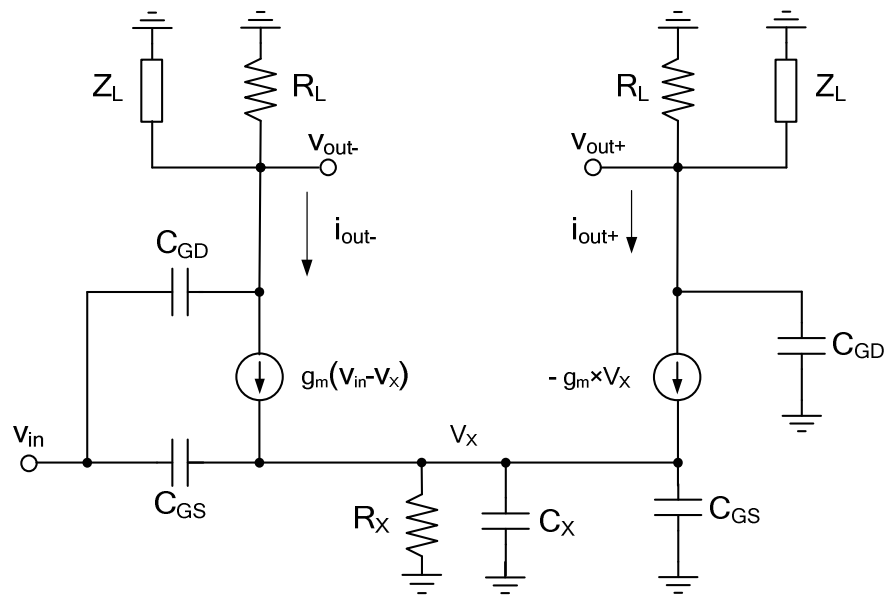 Z_L
R_L
R_L
Z_L
v_out-
v_out+
i_out-
i_out+
C_GD
C_GD
g_m(v_in-v_x)
- g_m×V_X
v_in
V_X
C_GS
R_X
C_X
C_GS